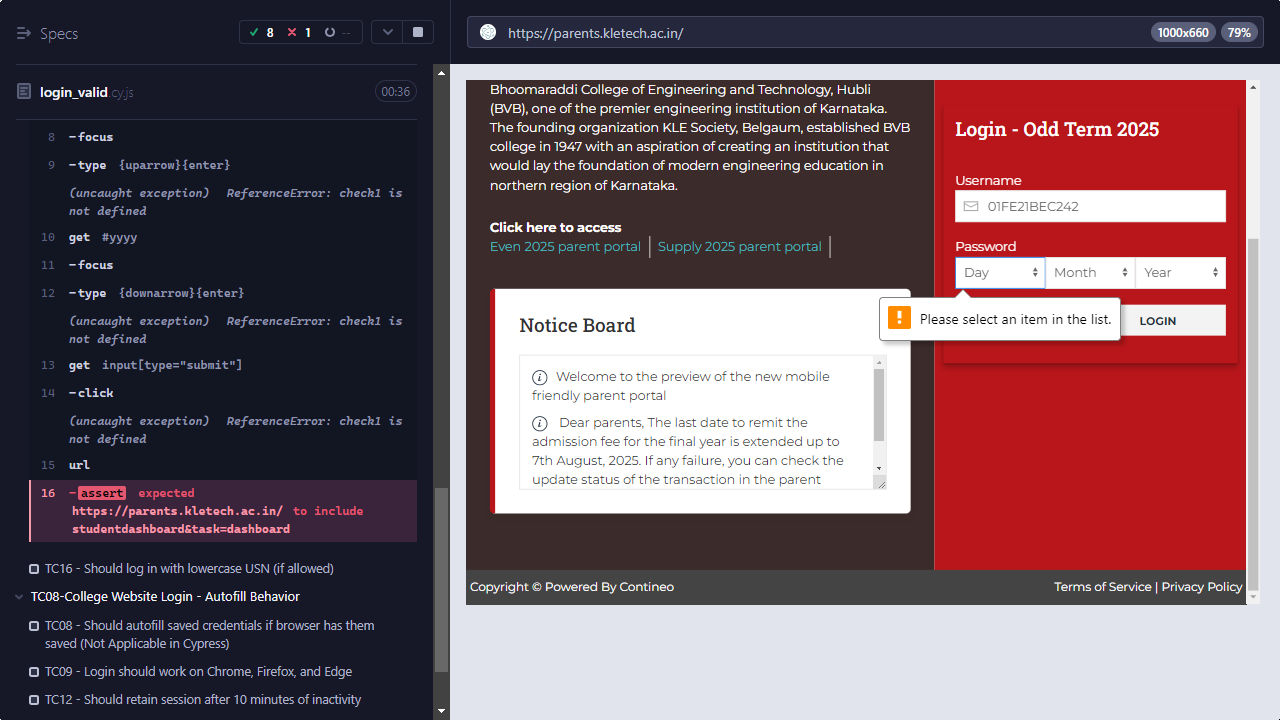 Specs
8
1
--
https://parents.kletech.ac.in/
1000x660
79%
login_valid.cy.js
00:36
8 -focus
9 -type {uparrow}{enter}
(uncaught exception) ReferenceError: check1 is
not defined
10 get #yyyy
11 -focus
12 -type {downarrow}{enter}
(uncaught exception) ReferenceError: check1 is
not defined
13 get input[type="submit"]
14 -click
(uncaught exception) ReferenceError: check1 is
not defined
15 url
16 -assert expected
https://parents.kletech.ac.in/ to include
studentdashboard&task=dashboard
TC16 - Should log in with lowercase USN (if allowed)
TC08-College Website Login - Autofill Behavior
TC08 - Should autofill saved credentials if browser has them
saved (Not Applicable in Cypress)
TC09 - Login should work on Chrome, Firefox, and Edge
TC12 - Should retain session after 10 minutes of inactivity
Bhoomaraddi College of Engineering and Technology, Hubli
(BVB), one of the premier engineering institution of Karnataka.
The founding organization KLE Society, Belgaum, established BVB
college in 1947 with an aspiration of creating an institution that
would lay the foundation of modern engineering education in
northern region of Karnataka.
Click here to access
Even 2025 parent portal | Supply 2025 parent portal |
Notice Board
Welcome to the preview of the new mobile
friendly parent portal
Dear parents, The last date to remit the
admission fee for the final year is extended up to
7th August, 2025. If any failure, you can check the
update status of the transaction in the parent
Login - Odd Term 2025
Username
01FE21BEC242
Password
Day Month Year
Please select an item in the list.
LOGIN
Copyright © Powered By Contineo
Terms of Service | Privacy Policy